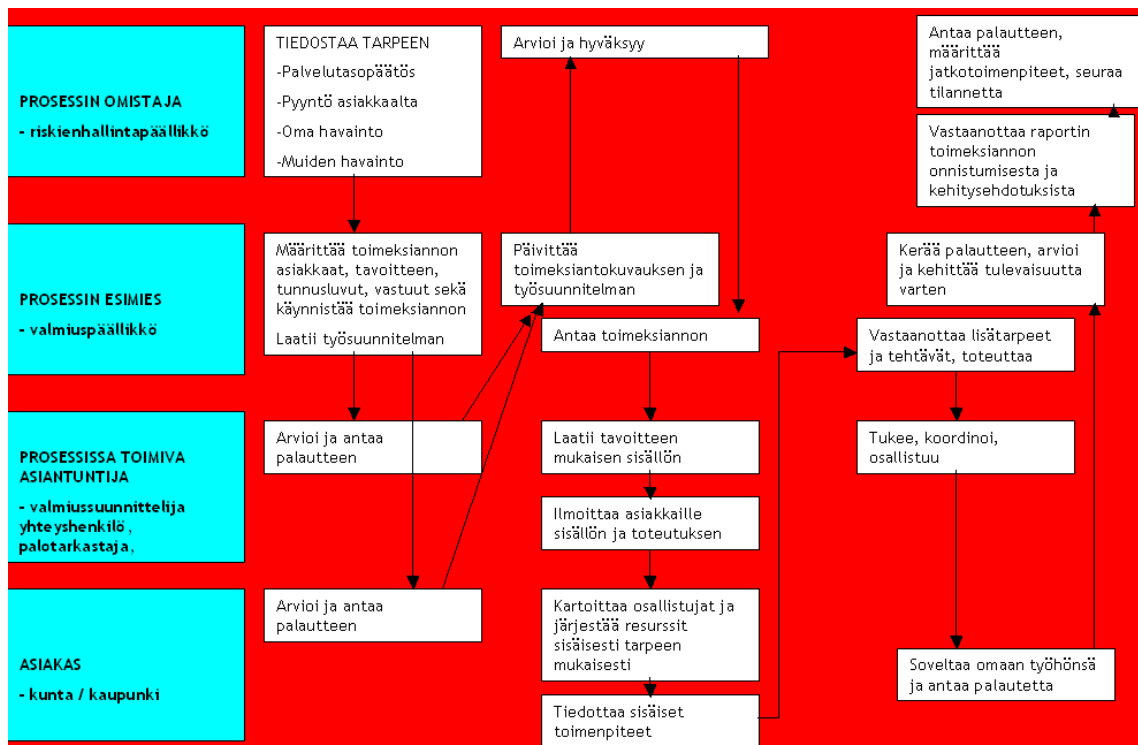 PROSESSIN OMISTAJA
- riskienhallintapäällikkö
TIEDOSTAA TARPEEN
-Palvelutasopäätös
-Pyyntö asiakkaalta
-Oma havainto
-Muiden havainto
Arvioi ja hyväksyy
Antaa palautteen,
määrittää
jatkotoimenpiteet, seuraa
tilannetta
Vastaanottaa raportin
toimeksiannon
onnistumisesta ja
kehitysehdotuksista
PROSESSIN ESIMIES
- valmiuspäällikkö
Määrittää toimeksiannon
asiakkaat, tavoitteen,
tunnusluvut, vastuut sekä
käynnistää toimeksiannon
Laatii työsuunnitelman
Päivittää
toimeksiantokuvauksen ja
työsuunnitelman
Antaa toimeksiannon
Kerää palautteen, arvioi
ja kehittää tulevaisuutta
varten
Vastaanottaa lisätarpeet
ja tehtävät, toteuttaa
PROSESSISSA TOIMIVA
ASIANTUNTIJA
- valmiussuunnittelija
yhteyshenkilö,
palotarkastaja,
Arvioi ja antaa
palautteen
Laatii tavoitteen
mukaisen sisällön
Ilmoittaa asiakkaille
sisällön ja toteutuksen
Tukee, koordinoi,
osallistuu
ASIAKAS
- kunta / kaupunki
Arvioi ja antaa
palautteen
Kartoittaa osallistujat ja
järjestää resurssit
sisäisesti tarpeen
mukaisesti
Tiedottaa sisäiset
toimenpiteet
Soveltaa omaan työhönsä
ja antaa palautetta